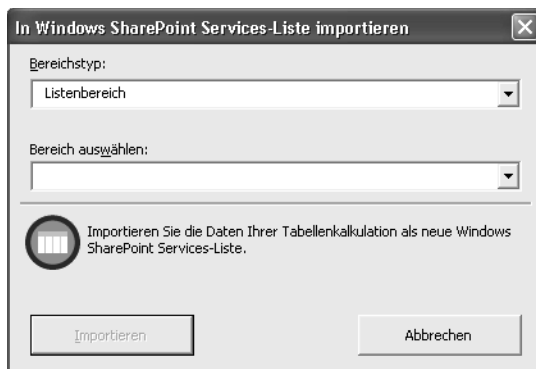 In Windows SharePoint Services-Liste importieren
Bereichstyp:
Listenbereich
Bereich auswählen:
Importieren Sie die Daten Ihrer Tabellenkalkulation als neue Windows
SharePoint Services-Liste.
Importieren
Abbrechen